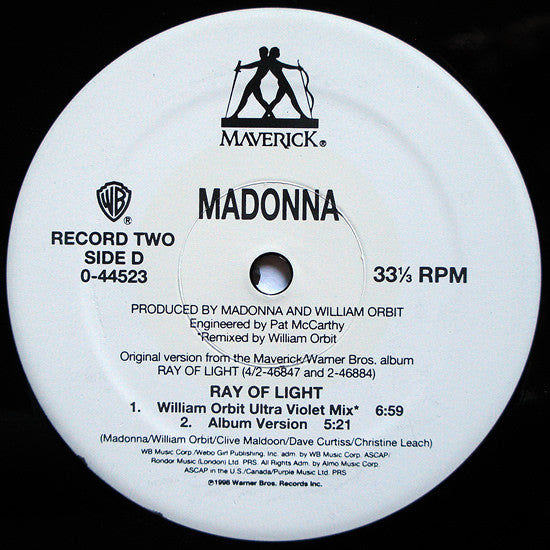 MAVERICK®
MADONNA
WB®
RECORD TWO
SIDE D
0-44523
33⅓ RPM
PRODUCED BY MADONNA AND WILLIAM ORBIT
Engineered by Pat McCarthy
*Remixed by William Orbit
Original version from the Maverick/Warner Bros. album
RAY OF LIGHT (4/2-46847 and 2-46884)
RAY OF LIGHT
1. William Orbit Ultra Violet Mix* 6:59
2. Album Version 5:21
(Madonna/William Orbit/Clive Maldoon/Dave Curtiss/Christine Leach)
WB Music Corp./Webo Girl Publishing, Inc. adm. by WB Music Corp. ASCAP/
Rondor Music (London) Ltd. PRS. All Rights Adm. by Almo Music Corp.
ASCAP in the U.S./Canada/Purple Music Ltd. PRS
℗1998 Warner Bros. Records Inc.